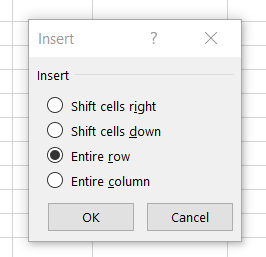 Insert ?
Insert
Shift cells right
Shift cells down
Entire row
Entire column
OK Cancel